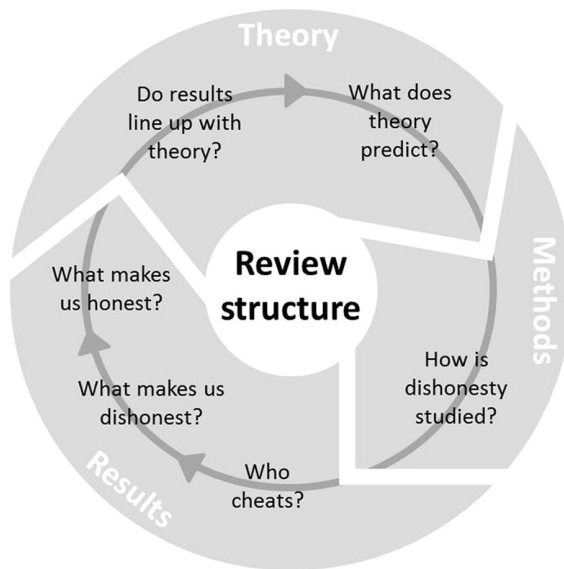 Theory
Do results
line up with
theory?
What does
theory
predict?
Methods
How is
dishonesty
studied?
Review
structure
What makes
us honest?
What makes us
dishonest?
Who
cheats?
Results